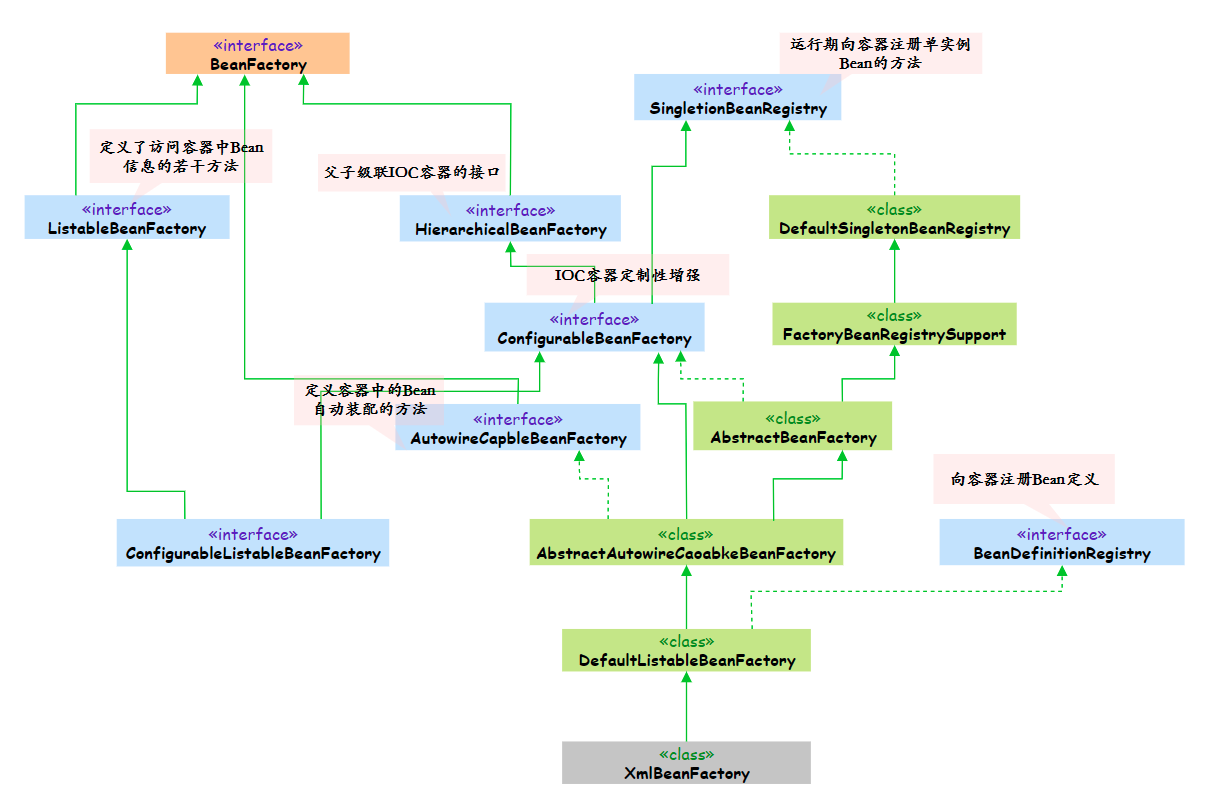 «interface»
BeanFactory
运行期向容器注册单实例
Bean的方法
«interface»
SingletionBeanRegistry
定义了访问容器中Bean
信息的若干方法
父子级联IOC容器的接口
«interface»
ListableBeanFactory
«interface»
HierarchicalBeanFactory
«class»
DefaultSingletonBeanRegistry
IOC容器定制性增强
«interface»
ConfigurableBeanFactory
«class»
FactoryBeanRegistrySupport
定义容器中的Bean
自动装配的方法
«interface»
AutowireCapbleBeanFactory
«class»
AbstractBeanFactory
向容器注册Bean定义
«interface»
ConfigurableListableBeanFactory
«class»
AbstractAutowireCaoabkeBeanFactory
«interface»
BeanDefinitionRegistry
«class»
DefaultListableBeanFactory
«class»
XmlBeanFactory